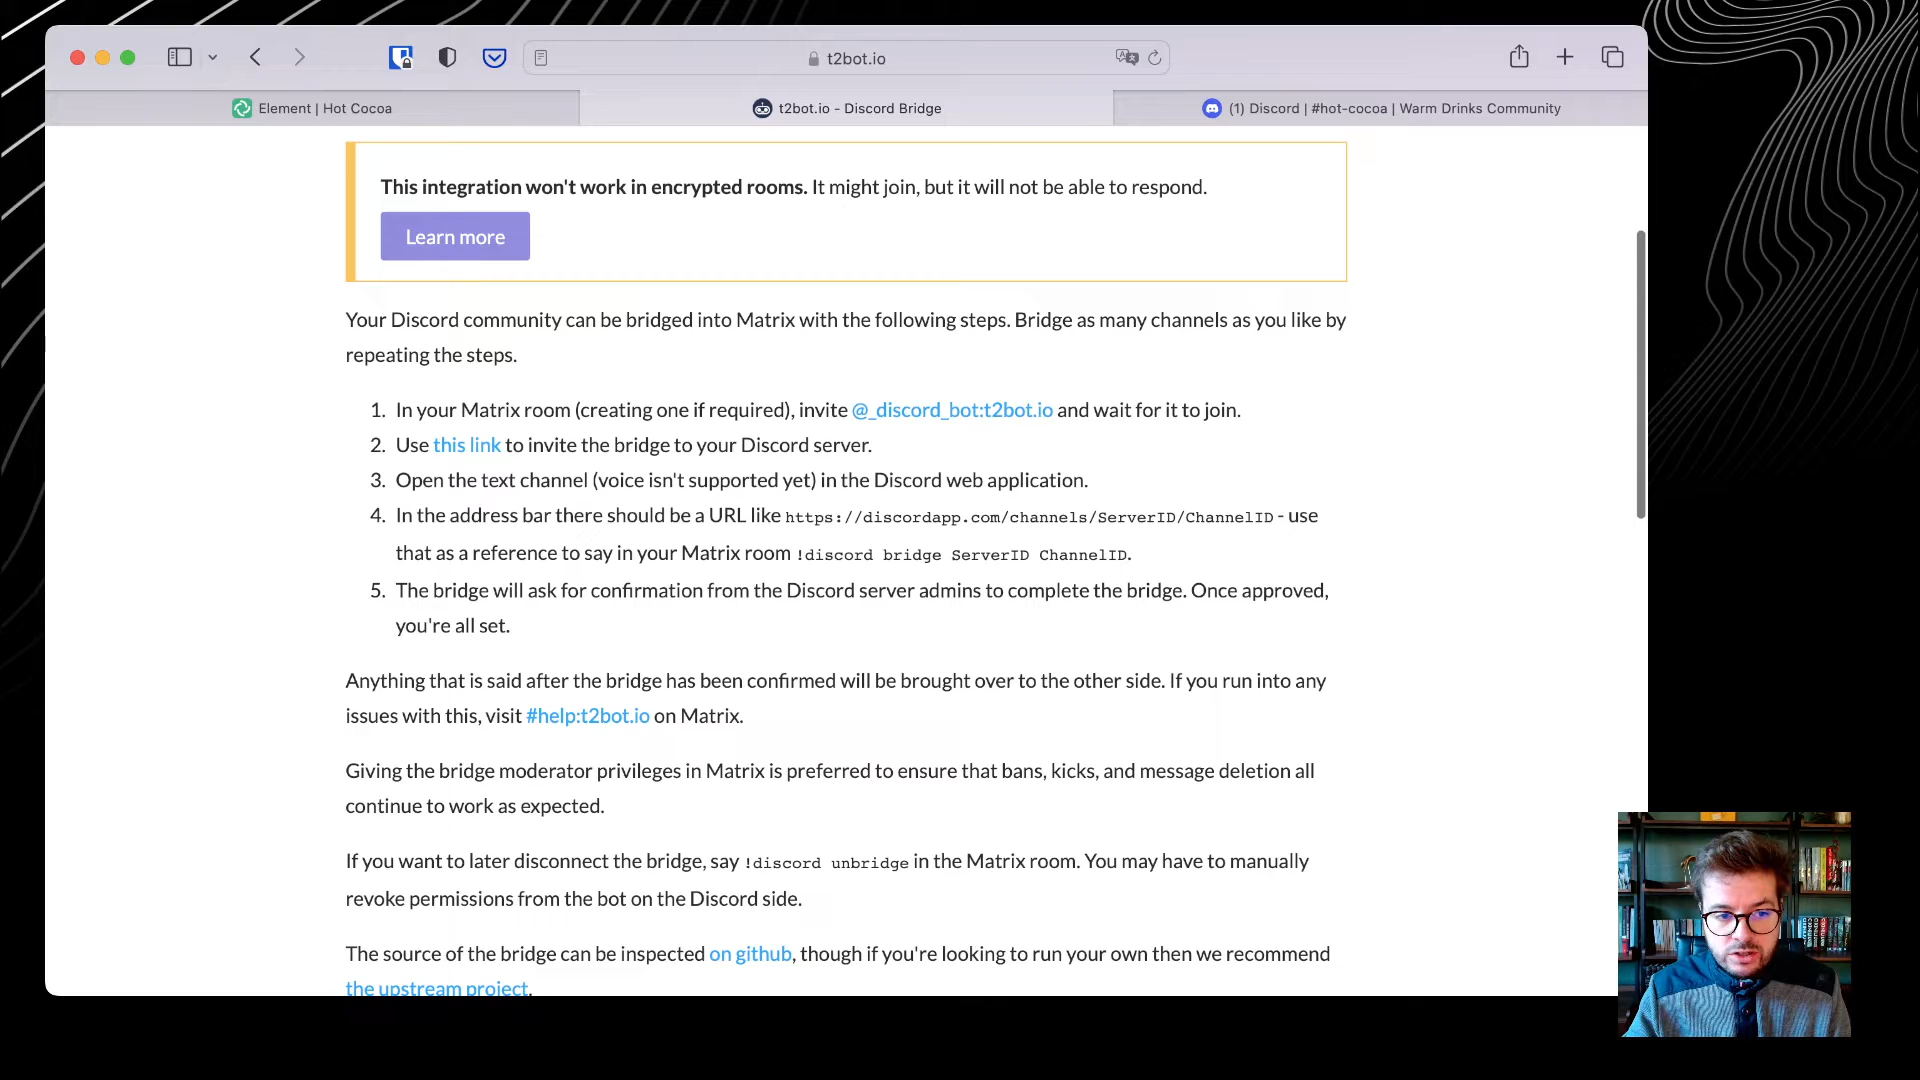 t2bot.io
Element | Hot Cocoa
t2bot.io - Discord Bridge
(1) Discord | #hot-cocoa | Warm Drinks Community
This integration won't work in encrypted rooms. It might join, but it will not be able to respond.
Learn more
Your Discord community can be bridged into Matrix with the following steps. Bridge as many channels as you like by
repeating the steps.
1. In your Matrix room (creating one if required), invite @_discord_bot:t2bot.io and wait for it to join.
2. Use this link to invite the bridge to your Discord server.
3. Open the text channel (voice isn't supported yet) in the Discord web application.
4. In the address bar there should be a URL like https://discordapp.com/channels/ServerID/ChannelID - use
that as a reference to say in your Matrix room !discord bridge ServerID ChannelID.
5. The bridge will ask for confirmation from the Discord server admins to complete the bridge. Once approved,
you're all set.
Anything that is said after the bridge has been confirmed will be brought over to the other side. If you run into any
issues with this, visit #help:t2bot.io on Matrix.
Giving the bridge moderator privileges in Matrix is preferred to ensure that bans, kicks, and message deletion all
continue to work as expected.
If you want to later disconnect the bridge, say !discord unbridge in the Matrix room. You may have to manually
revoke permissions from the bot on the Discord side.
The source of the bridge can be inspected on github, though if you're looking to run your own then we recommend
the upstream project.